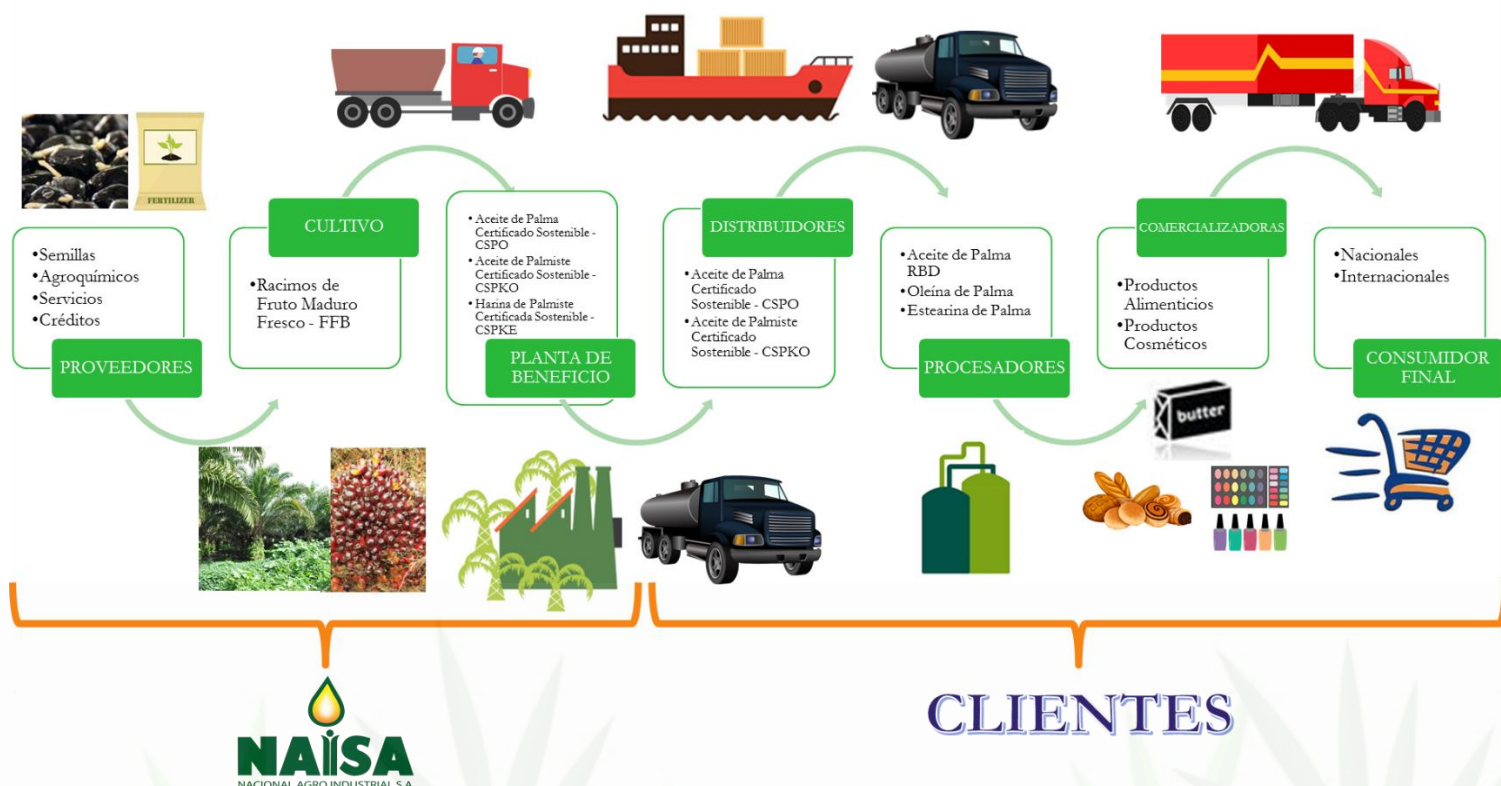 FERTILIZER
•Semillas
•Agroquímicos
•Servicios
•Créditos
PROVEEDORES
CULTIVO
•Racimos de
Fruto Maduro
Fresco - FFB
•Aceite de Palma
Certificado Sostenible -
CSPO
•Aceite de Palmiste
Certificado Sostenible -
CSPKO
•Harina de Palmiste
Certificada Sostenible -
CSPKE
PLANTA DE
BENEFICIO
DISTRIBUIDORES
•Aceite de Palma
Certificado
Sostenible - CSPO
•Aceite de Palmiste
Certificado
Sostenible - CSPKO
•Aceite de Palma
RBD
•Oleína de Palma
•Estearina de Palma
PROCESADORES
COMERCIALIZADORAS
•Productos
Alimenticios
•Productos
Cosméticos
butter
•Nacionales
•Internacionales
CONSUMIDOR
FINAL
NAISA
NACIONAL AGRO INDUSTRIAL S.A.
CLIENTES